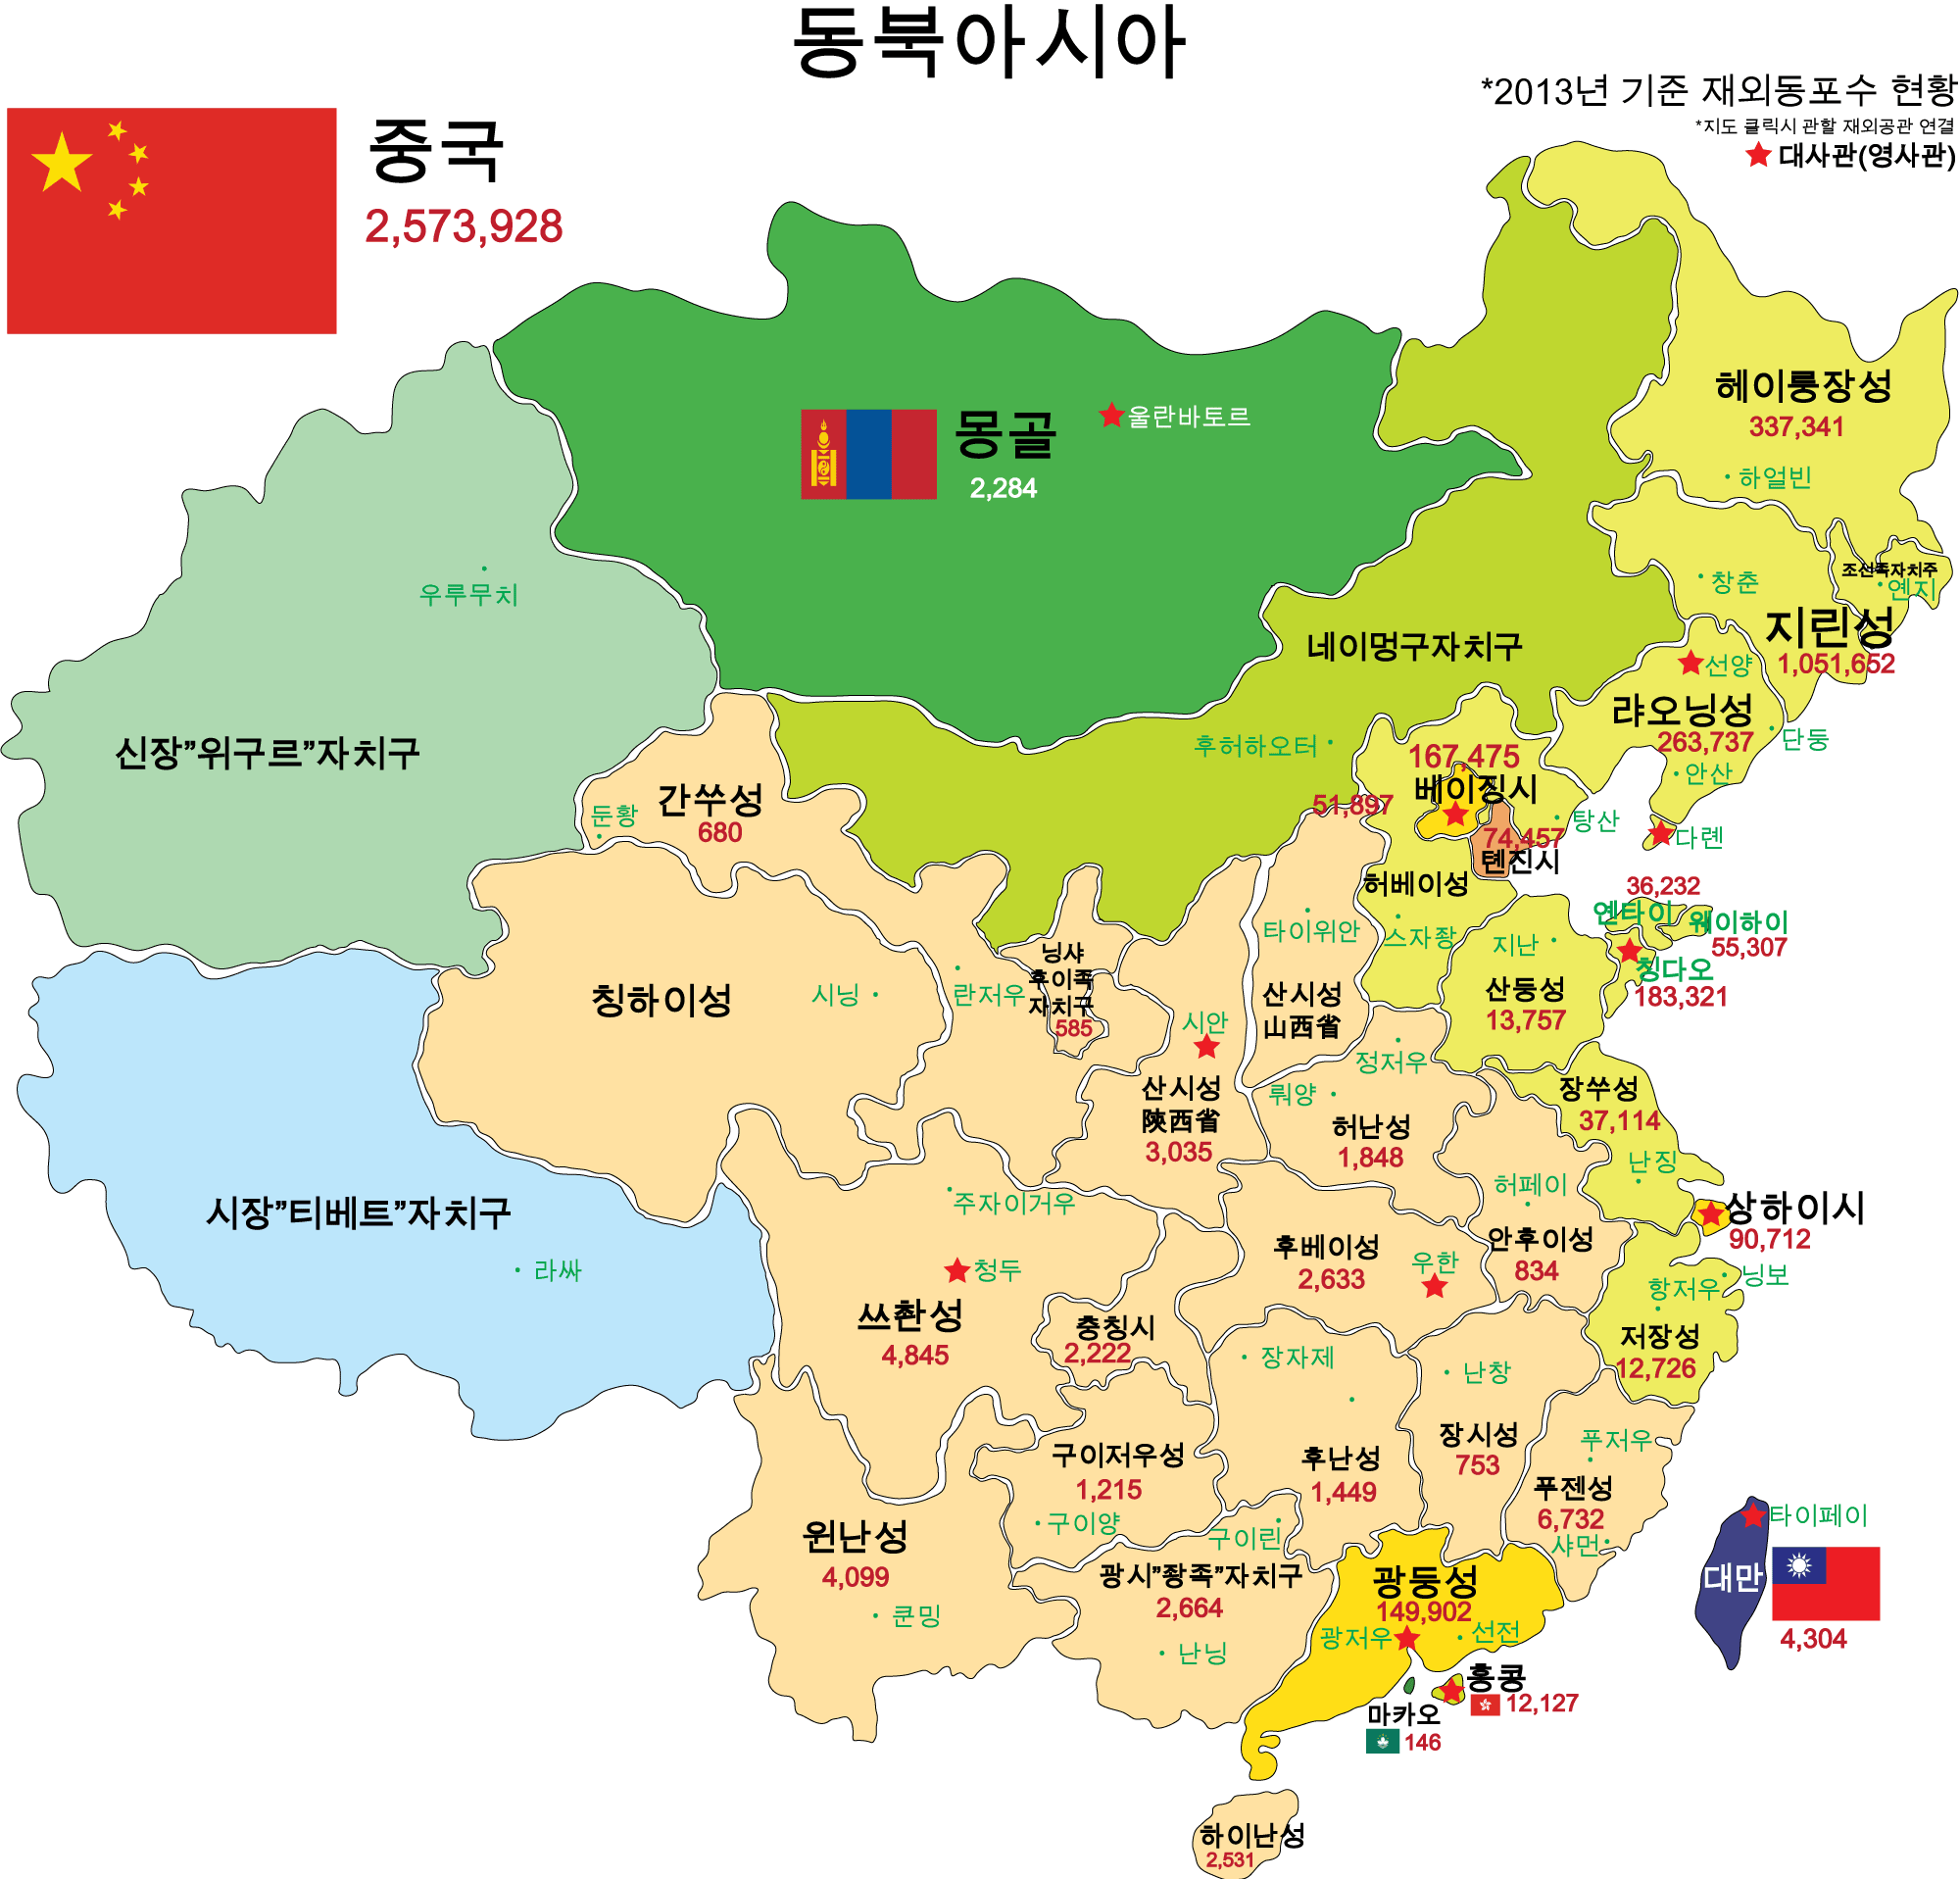 동북아시아
*2013년 기준 재외동포수 현황
*지도 클릭시 관할 재외공관 연결
대사관(영사관)
중국
2,573,928
몽골
2,284
울란바토르
헤이룽장성
337,341
하얼빈
창춘
조선족자치주
옌지
지린성
1,051,652
우루무치
신장”위구르”자치구
네이멍구자치구
후허하오터
선양
랴오닝성
263,737
단둥
안산
다롄
167,475
베이징시
51,897
74,457
톈진시
탕산
허베이성
스자좡
간쑤성
680
둔황
타이위안
산시성
山西省
지난
산둥성
13,757
36,232
옌타이
웨이하이
55,307
칭다오
183,321
칭하이성
시닝
란저우
닝샤
후이족
자치구
585
시안
산시성
陝西省
3,035
정저우
뤄양
허난성
1,848
장쑤성
37,114
난징
허페이
안후이성
834
상하이시
90,712
시장”티베트”자치구
라싸
주자이거우
청두
쓰촨성
4,845
후베이성
2,633
우한
항저우
닝보
저장성
12,726
충칭시
2,222
장자제
난창
장시성
753
구이저우성
1,215
구이양
후난성
1,449
푸저우
푸젠성
6,732
샤먼
타이페이
대만
4,304
윈난성
4,099
쿤밍
구이린
광시”좡족”자치구
2,664
난닝
광둥성
149,902
광저우
선전
홍콩
12,127
마카오
146
하이난성
2,531